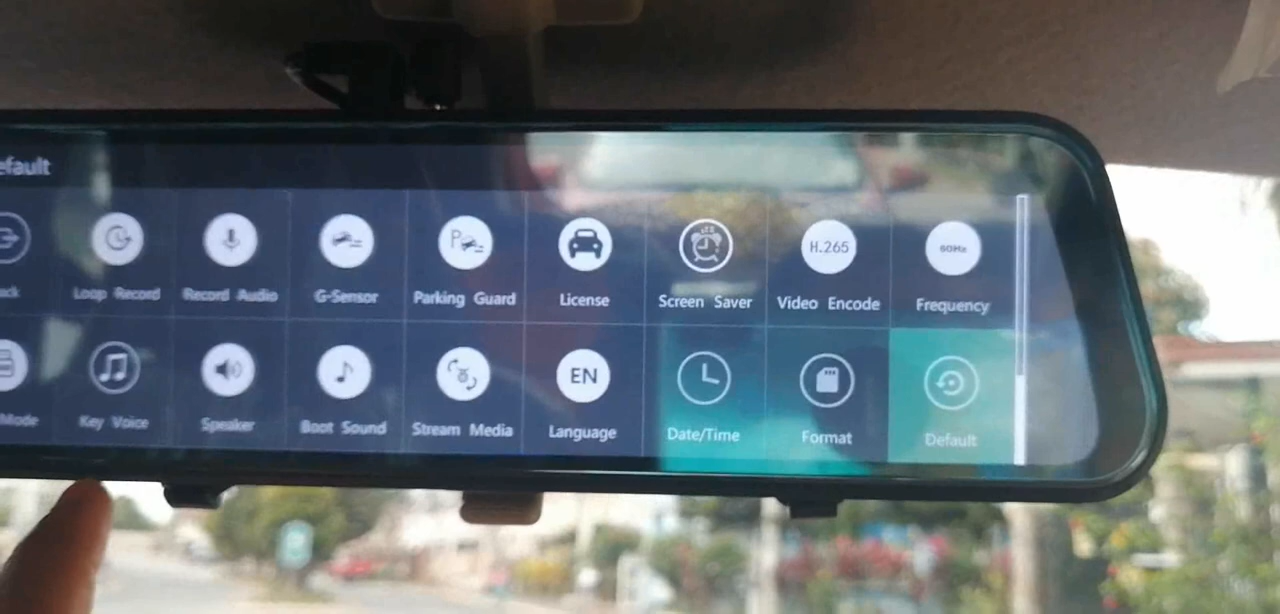 efault
ack
Loop Record
Record Audio
G-Sensor
P
Parking Guard
License
Screen Saver
H.265
Video Encode
60Hz
Frequency
Mode
Key Voice
Speaker
Boot Sound
Stream Media
EN
Language
Date/Time
Format
Default